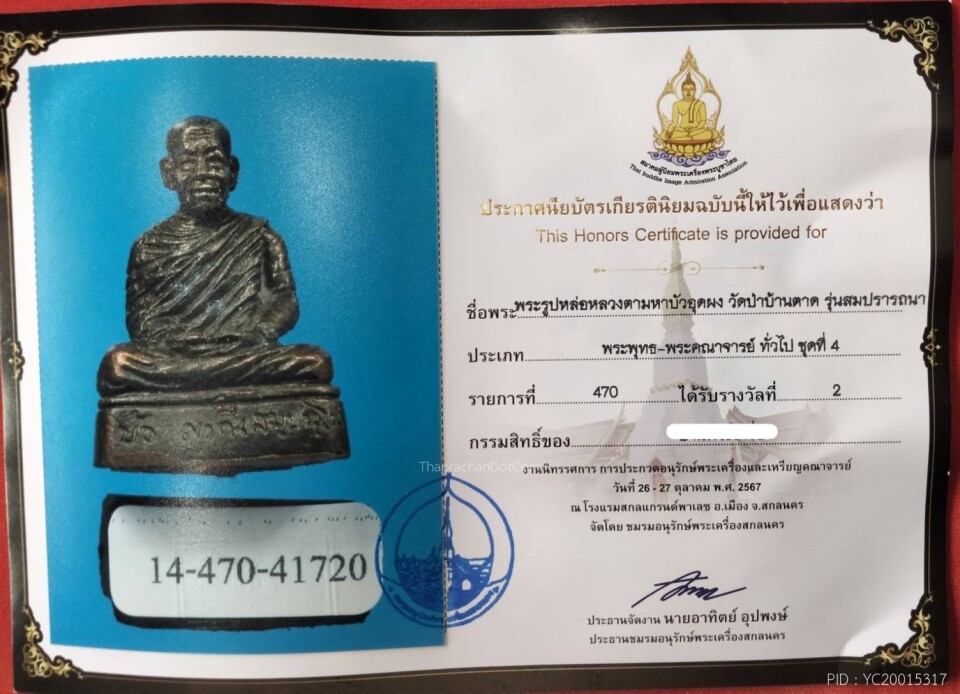 สมาคมผู้นิยมพระเครื่องพระบูชาไทย
Thai Buddha Image Admiration Association
ประกาศนียบัตรเกียรตินิยมฉบับนี้ให้ไว้เพื่อแสดงว่า
This Honors Certificate is provided for
ชื่อพระ พระรูปหล่อหลวงตามหาบัวอุดผง วัดป่าบ้านตาด รุ่นสมปรารถนา
ประเภท พระพุทธ-พระคณาจารย์ ทั่วไป ชุดที่ 4
รายการที่ 470 ได้รับรางวัลที่ 2
กรรมสิทธิ์ของ
งานนิทรรศการ การประกวดอนุรักษ์พระเครื่องและเหรียญคณาจารย์
วันที่ 26 - 27 ตุลาคม พ.ศ. 2567
ณ โรงแรมสกลแกรนด์พาเลซ อ.เมือง จ.สกลนคร
จัดโดย ชมรมอนุรักษ์พระเครื่องสกลนคร
ประธานจัดงาน นายอาทิตย์ อุปพงษ์
ประธานชมรมอนุรักษ์พระเครื่องสกลนคร
14-470-41720
ThaprachanDotCo
PID : YC20015317